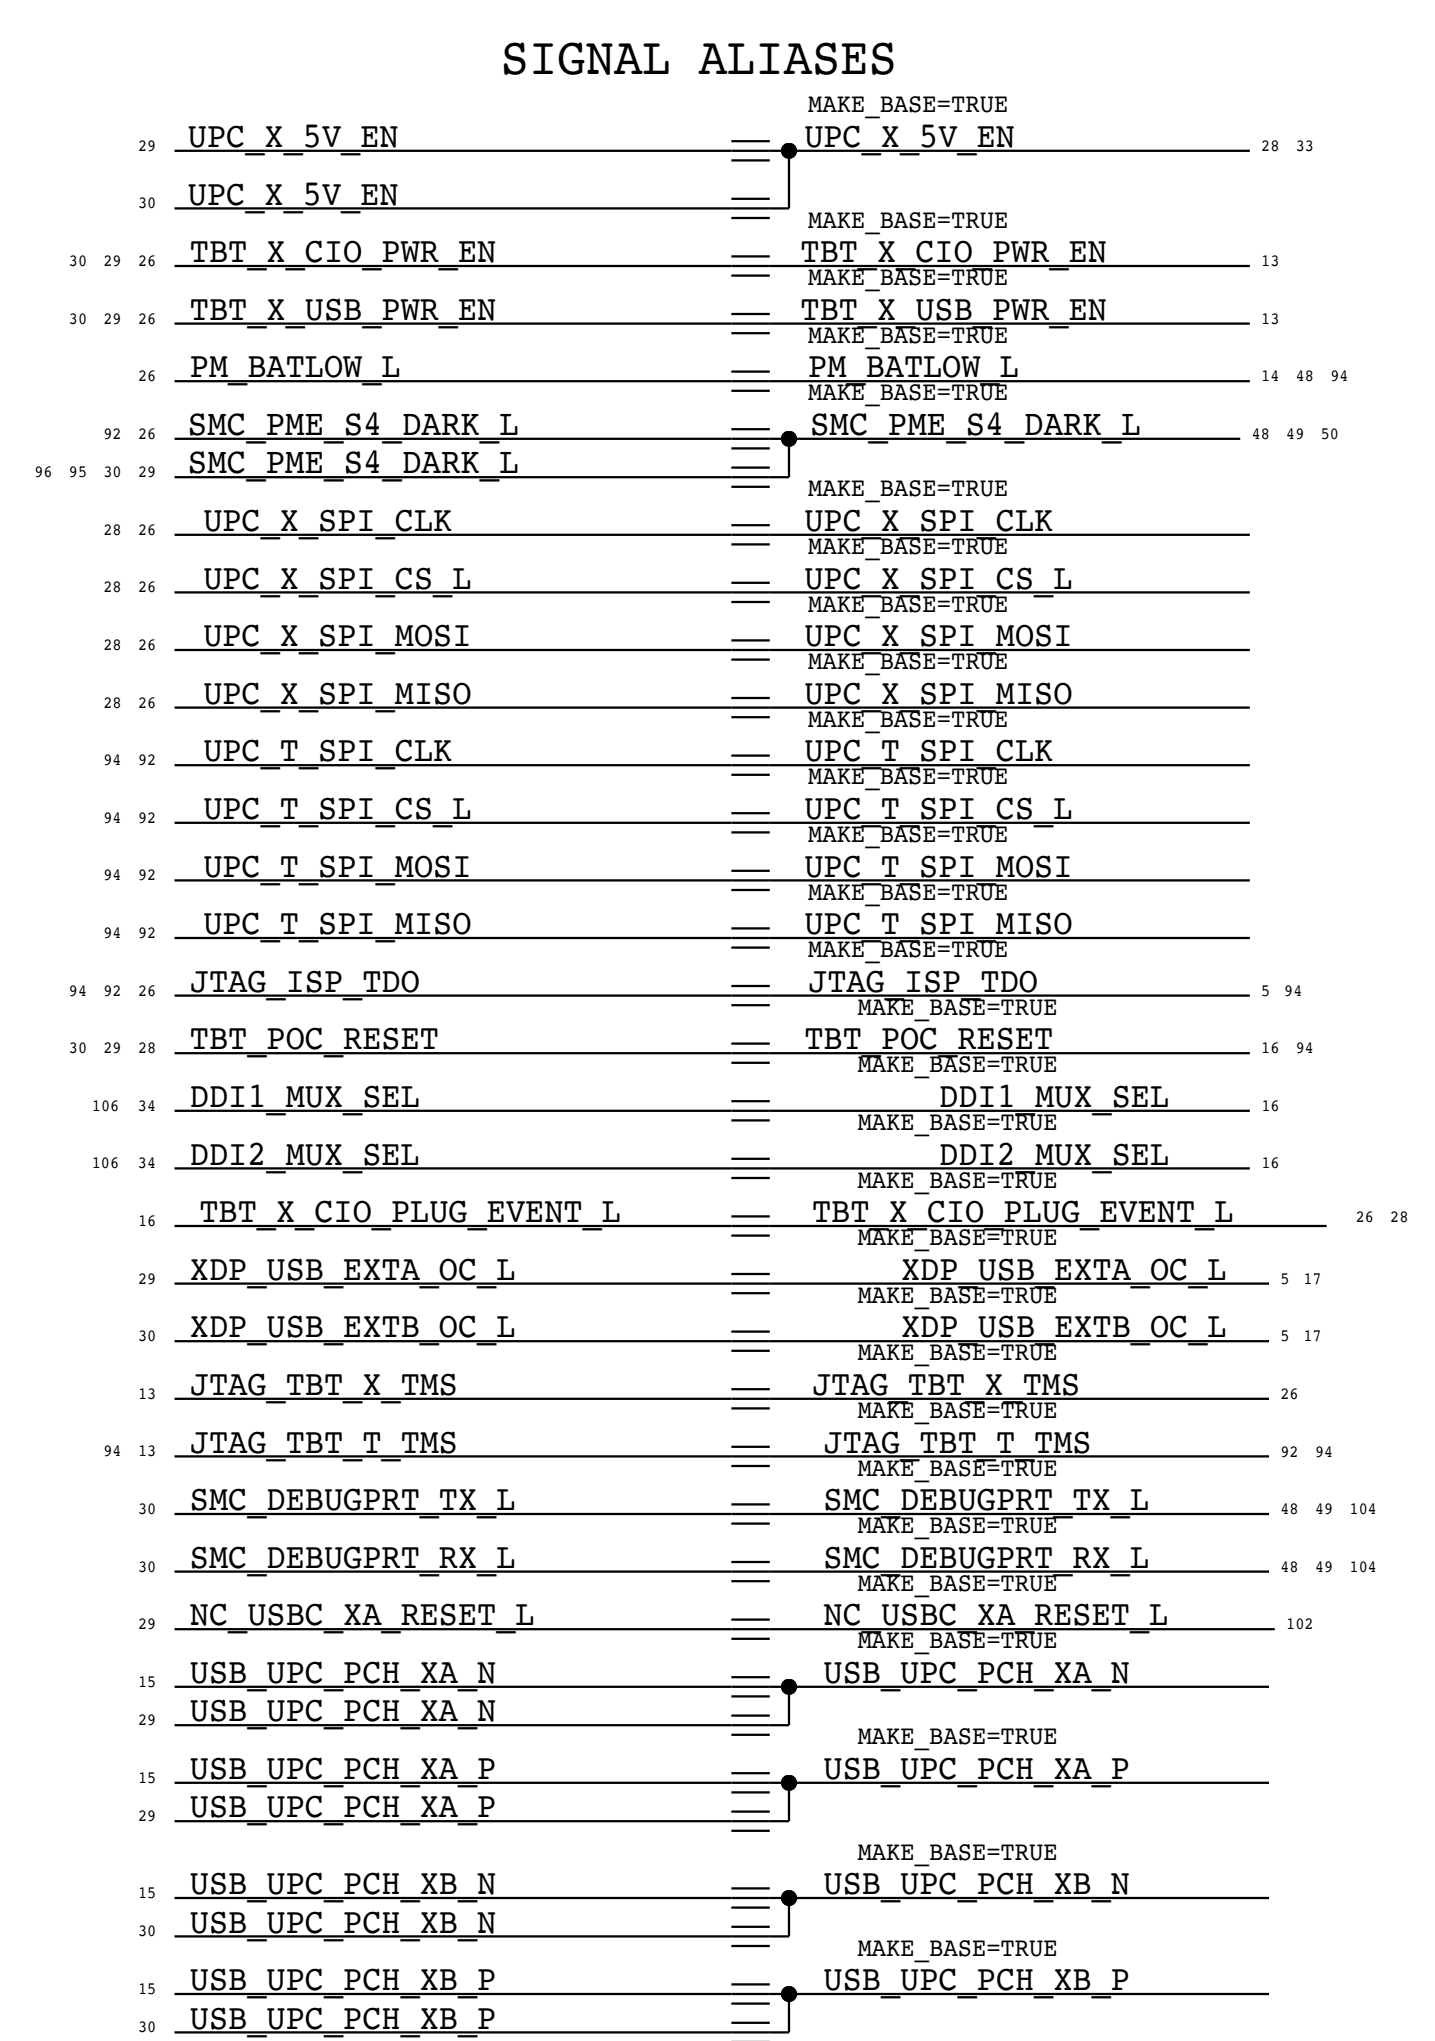 SIGNAL ALIASES
MAKE_BASE=TRUE
29 UPC_X_5V_EN UPC_X_5V_EN 28 33
30 UPC_X_5V_EN
MAKE_BASE=TRUE
30 29 26 TBT_X_CIO_PWR_EN TBT_X_CIO_PWR_EN 13
MAKE_BASE=TRUE
30 29 26 TBT_X_USB_PWR_EN TBT_X_USB_PWR_EN 13
MAKE_BASE=TRUE
26 PM_BATLOW_L PM_BATLOW_L 14 48 94
MAKE_BASE=TRUE
92 26 SMC_PME_S4_DARK_L SMC_PME_S4_DARK_L 48 49 50
96 95 30 29 SMC_PME_S4_DARK_L
MAKE_BASE=TRUE
28 26 UPC_X_SPI_CLK UPC_X_SPI_CLK
MAKE_BASE=TRUE
28 26 UPC_X_SPI_CS_L UPC_X_SPI_CS_L
MAKE_BASE=TRUE
28 26 UPC_X_SPI_MOSI UPC_X_SPI_MOSI
MAKE_BASE=TRUE
28 26 UPC_X_SPI_MISO UPC_X_SPI_MISO
MAKE_BASE=TRUE
94 92 UPC_T_SPI_CLK UPC_T_SPI_CLK
MAKE_BASE=TRUE
94 92 UPC_T_SPI_CS_L UPC_T_SPI_CS_L
MAKE_BASE=TRUE
94 92 UPC_T_SPI_MOSI UPC_T_SPI_MOSI
MAKE_BASE=TRUE
94 92 UPC_T_SPI_MISO UPC_T_SPI_MISO
MAKE_BASE=TRUE
94 92 26 JTAG_ISP_TDO JTAG_ISP_TDO 5 94
MAKE_BASE=TRUE
30 29 28 TBT_POC_RESET TBT_POC_RESET 16 94
MAKE_BASE=TRUE
106 34 DDI1_MUX_SEL DDI1_MUX_SEL 16
MAKE_BASE=TRUE
106 34 DDI2_MUX_SEL DDI2_MUX_SEL 16
MAKE_BASE=TRUE
16 TBT_X_CIO_PLUG_EVENT_L TBT_X_CIO_PLUG_EVENT_L 26 28
MAKE_BASE=TRUE
29 XDP_USB_EXTA_OC_L XDP_USB_EXTA_OC_L 5 17
MAKE_BASE=TRUE
30 XDP_USB_EXTB_OC_L XDP_USB_EXTB_OC_L 5 17
MAKE_BASE=TRUE
13 JTAG_TBT_X_TMS JTAG_TBT_X_TMS 26
MAKE_BASE=TRUE
94 13 JTAG_TBT_T_TMS JTAG_TBT_T_TMS 92 94
MAKE_BASE=TRUE
30 SMC_DEBUGPRT_TX_L SMC_DEBUGPRT_TX_L 48 49 104
MAKE_BASE=TRUE
30 SMC_DEBUGPRT_RX_L SMC_DEBUGPRT_RX_L 48 49 104
MAKE_BASE=TRUE
29 NC_USBC_XA_RESET_L NC_USBC_XA_RESET_L 102
MAKE_BASE=TRUE
15 USB_UPC_PCH_XA_N USB_UPC_PCH_XA_N
29 USB_UPC_PCH_XA_N
MAKE_BASE=TRUE
15 USB_UPC_PCH_XA_P USB_UPC_PCH_XA_P
29 USB_UPC_PCH_XA_P
MAKE_BASE=TRUE
15 USB_UPC_PCH_XB_N USB_UPC_PCH_XB_N
30 USB_UPC_PCH_XB_N
MAKE_BASE=TRUE
15 USB_UPC_PCH_XB_P USB_UPC_PCH_XB_P
30 USB_UPC_PCH_XB_P